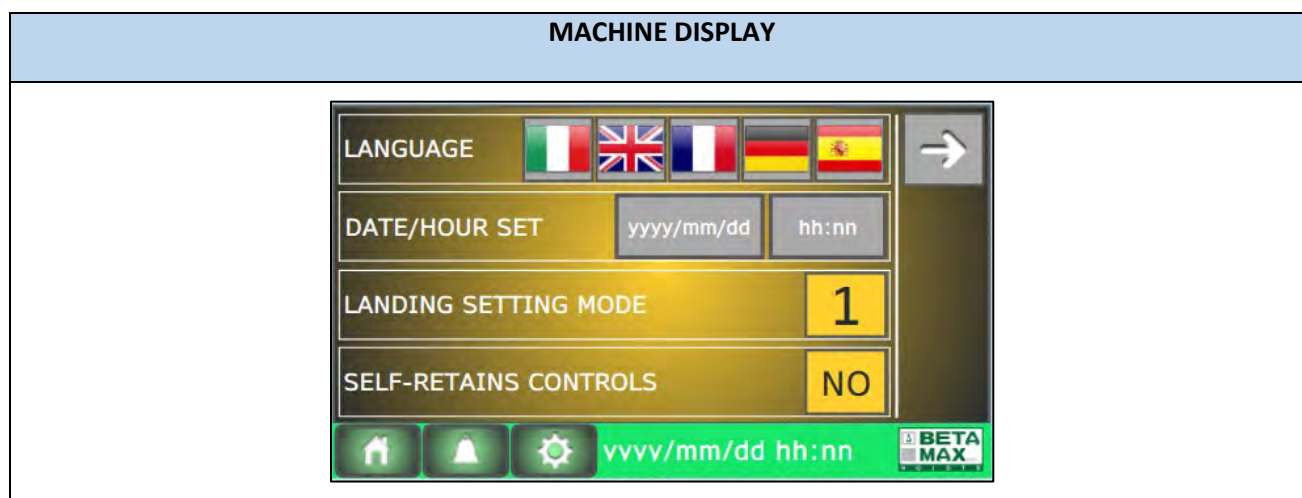 MACHINE DISPLAY
LANGUAGE
DATE/HOUR SET yyyy/mm/dd hh:nn
LANDING SETTING MODE 1
SELF-RETAINS CONTROLS NO
yyyy/mm/dd hh:nn
BETA
MAX
HOISTS